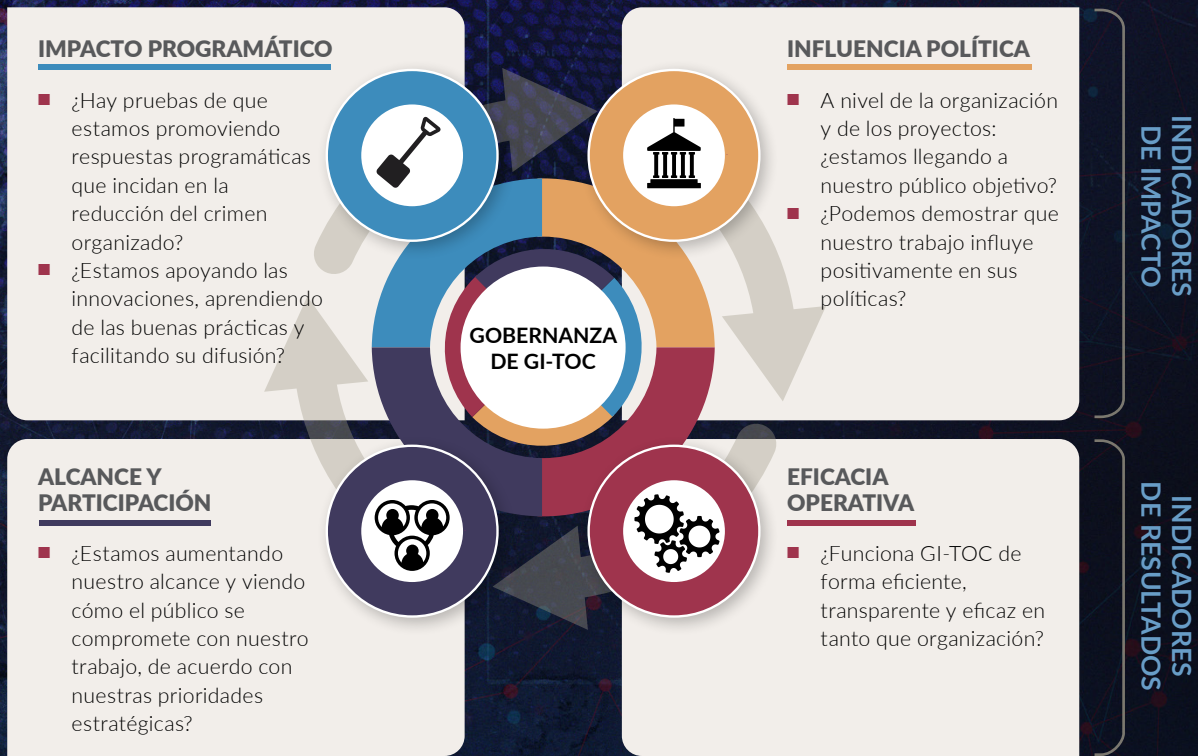 IMPACTO PROGRAMÁTICO
¿Hay pruebas de que
estamos promoviendo
respuestas programáticas
que incidan en la
reducción del crimen
organizado?
¿Estamos apoyando las
innovaciones, aprendiendo
de las buenas prácticas y
facilitando su difusión?
INFLUENCIA POLÍTICA
A nivel de la organización
y de los proyectos:
¿estamos llegando a
nuestro público objetivo?
¿Podemos demostrar que
nuestro trabajo influye
positivamente en sus
políticas?
INDICADORES
DE IMPACTO
GOBERNANZA
DE GI-TOC
ALCANCE Y
PARTICIPACIÓN
¿Estamos aumentando
nuestro alcance y viendo
cómo el público se
compromete con nuestro
trabajo, de acuerdo con
nuestras prioridades
estratégicas?
EFICACIA
OPERATIVA
¿Funciona GI-TOC de
forma eficiente,
transparente y eficaz en
tanto que organización?
INDICADORES
DE RESULTADOS